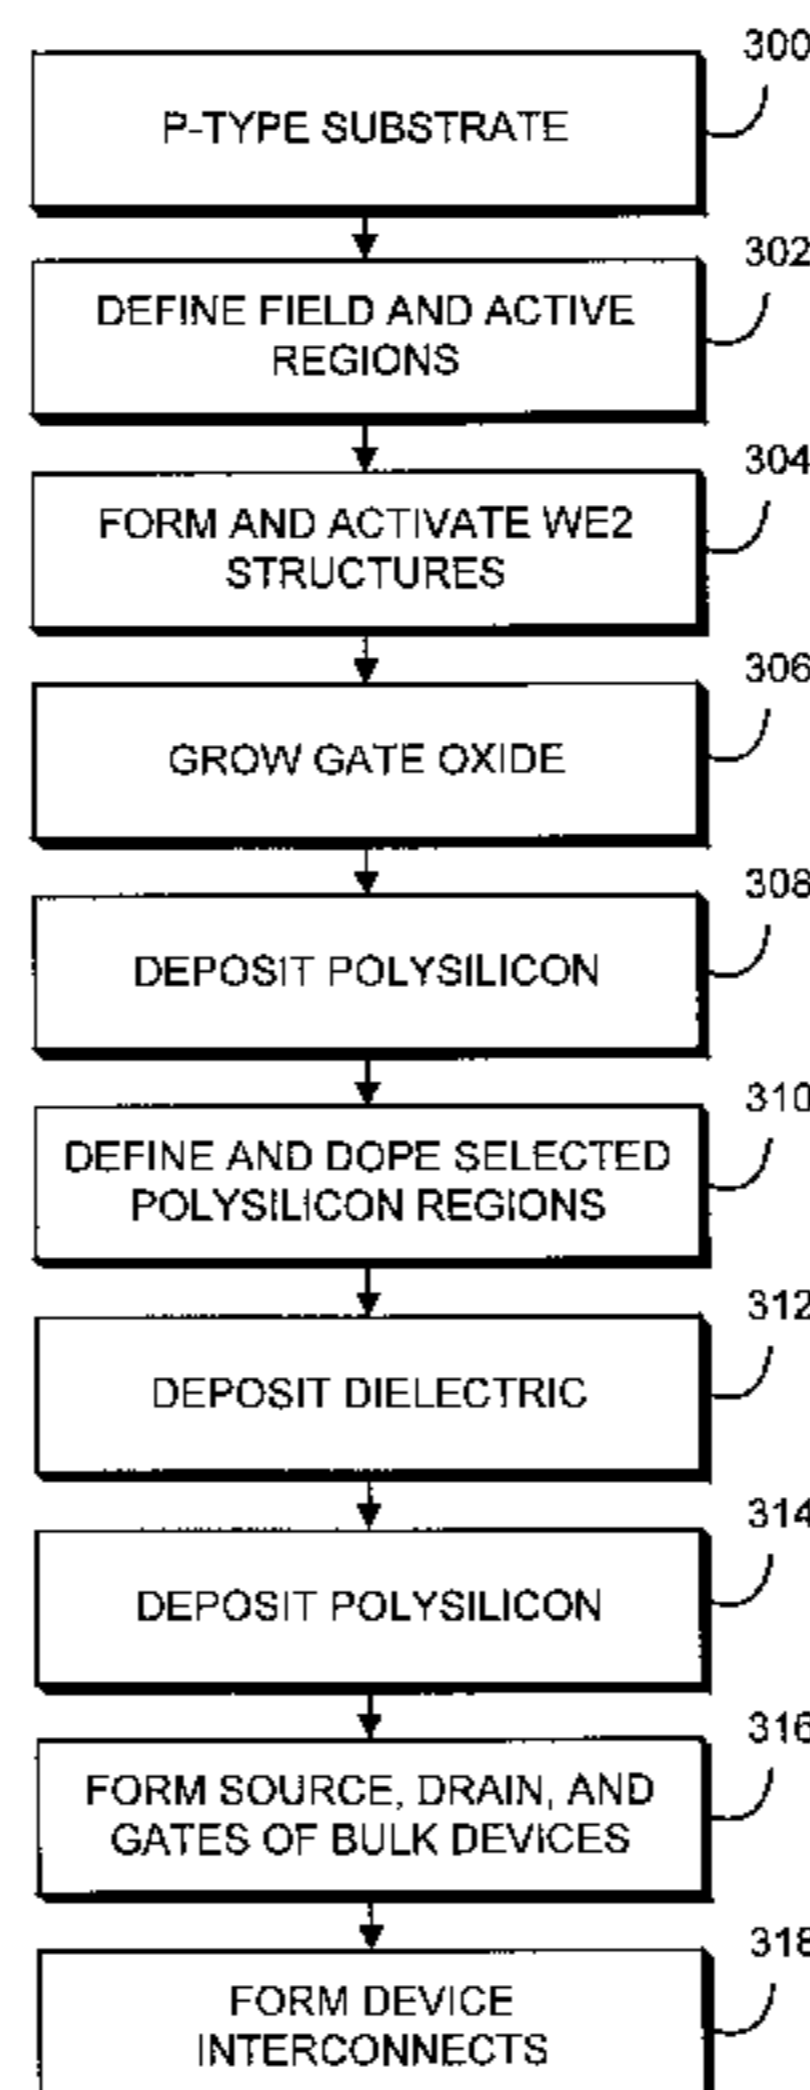 300
P-TYPE SUBSTRATE
302
DEFINE FIELD AND ACTIVE
REGIONS
304
FORM AND ACTIVATE WE2
STRUCTURES
306
GROW GATE OXIDE
308
DEPOSIT POLYSILICON
310
DEFINE AND DOPE SELECTED
POLYSILICON REGIONS
312
DEPOSIT DIELECTRIC
314
DEPOSIT POLYSILICON
316
FORM SOURCE, DRAIN, AND
GATES OF BULK DEVICES
318
FORM DEVICE
INTERCONNECTS